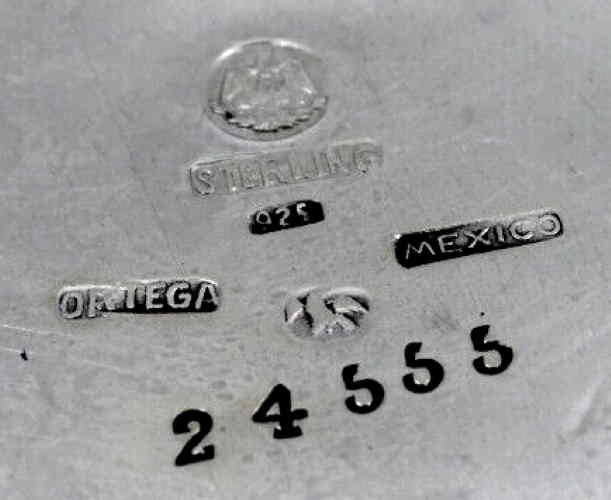 STERLING
925
MEXICO
ORTEGA
24555